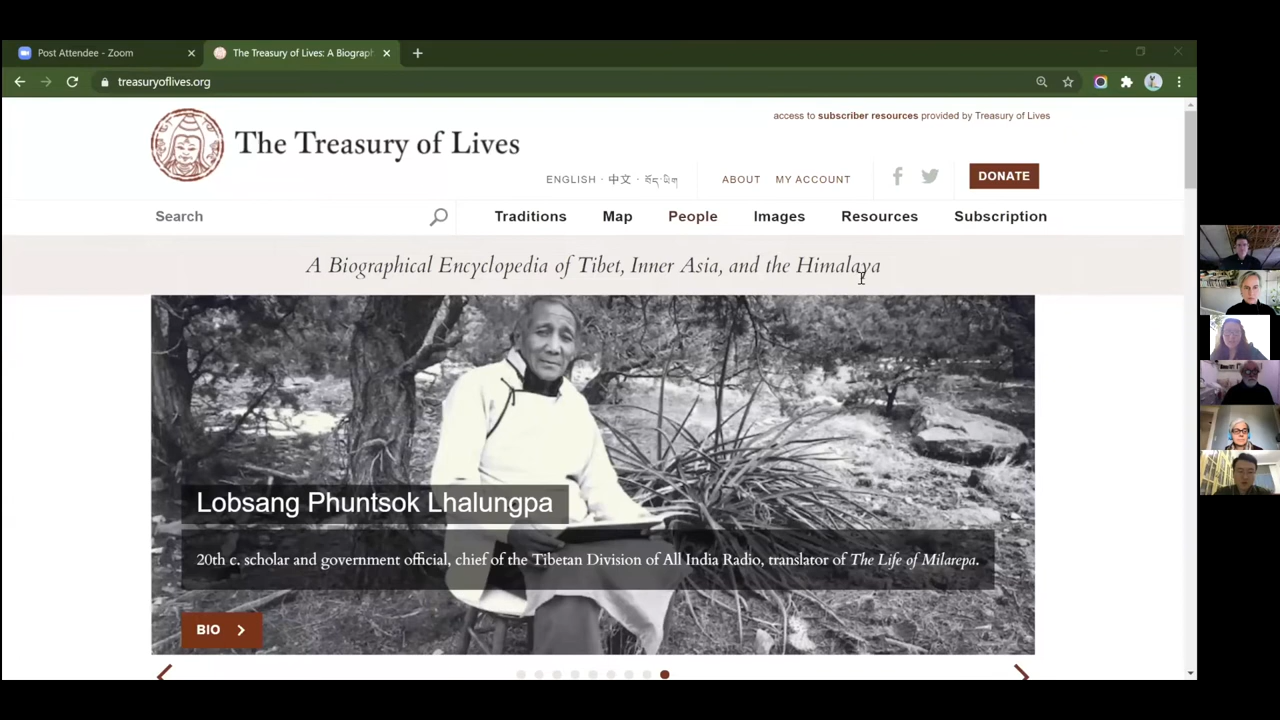 Post Attendee - Zoom
The Treasury of Lives: A Biograph
treasuryoflives.org
access to subscriber resources provided by Treasury of Lives
The Treasury of Lives
ENGLISH · 中文 · བོད་ཡིག
ABOUT MY ACCOUNT
DONATE
Search
Traditions Map People Images Resources Subscription
A Biographical Encyclopedia of Tibet, Inner Asia, and the Himalaya
Lobsang Phuntsok Lhalungpa
20th c. scholar and government official, chief of the Tibetan Division of All India Radio, translator of The Life of Milarepa.
BIO